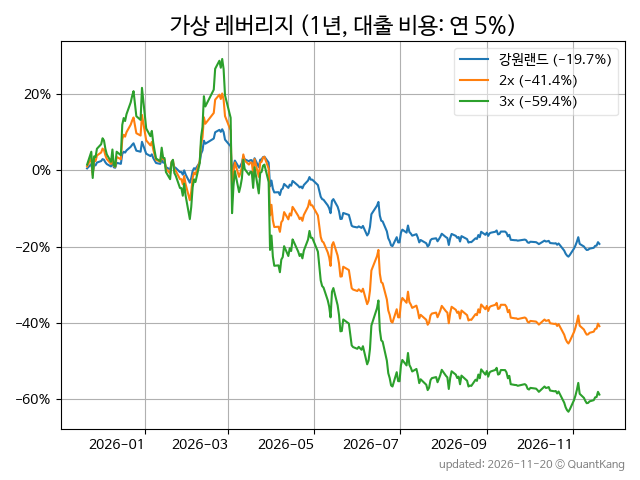 가상 레버리지 (1년, 대출 비용: 연 5%)
강원랜드 (-19.7%)
2x (-41.4%)
3x (-59.4%)
20%
0%
-20%
-40%
-60%
2026-01 2026-03 2026-05 2026-07 2026-09 2026-11
updated: 2026-11-20 © QuantKang